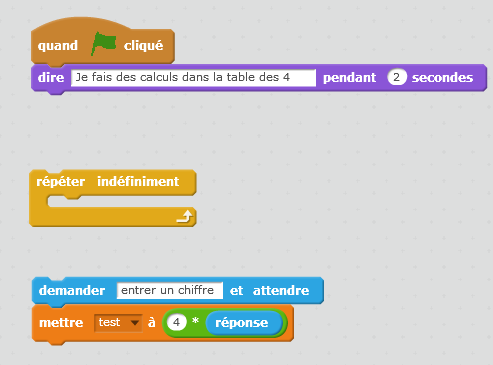 quand cliqué
dire Je fais des calculs dans la table des 4 pendant 2 secondes
répéter indéfiniment
demander entrer un chiffre et attendre
mettre test à 4 * réponse